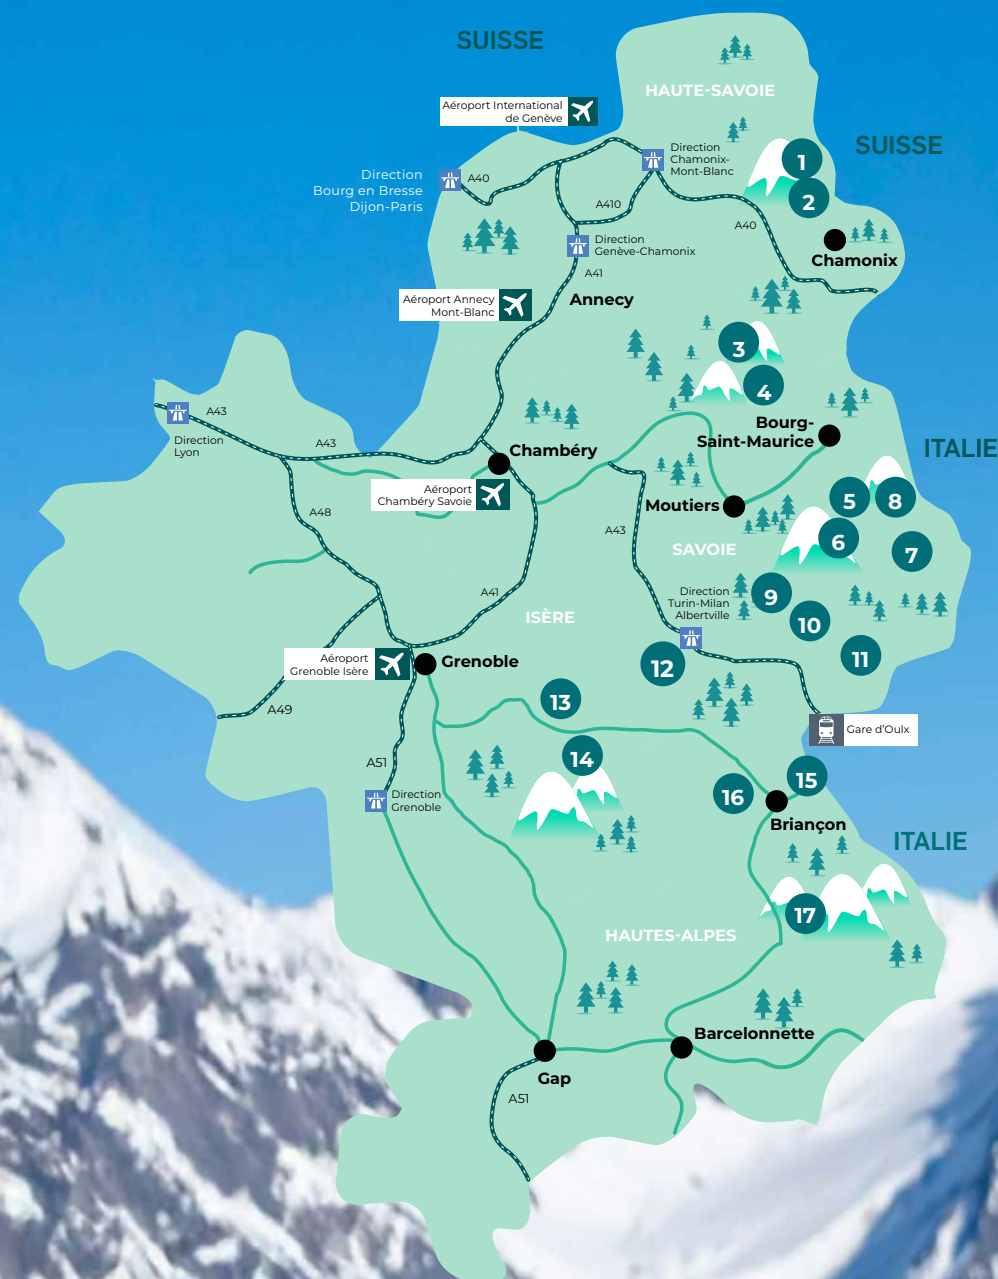 SUISSE
HAUTE-SAVOIE
Aéroport International
de Genève
SUISSE
Direction
Chamonix-
Mont-Blanc
1
2
Direction
Bourg en Bresse
Dijon-Paris
A40
A410
A40
Direction
Genève-Chamonix
Chamonix
A41
Annecy
Aéroport Annecy
Mont-Blanc
3
4
A43
Direction
Lyon
A43
Bourg-
Saint-Maurice
ITALIE
Chambéry
Aéroport
Chambéry Savoie
Moutiers
5
8
A48
A43
SAVOIE
6
7
A41
ISÈRE
Direction
Turin-Milan
Albertville
9
10
11
12
Aéroport
Grenoble Isère
Grenoble
A49
13
Gare d'Oulx
A51
14
Direction
Grenoble
15
16
Briançon
ITALIE
17
HAUTES-ALPES
Barcelonnette
Gap
A51